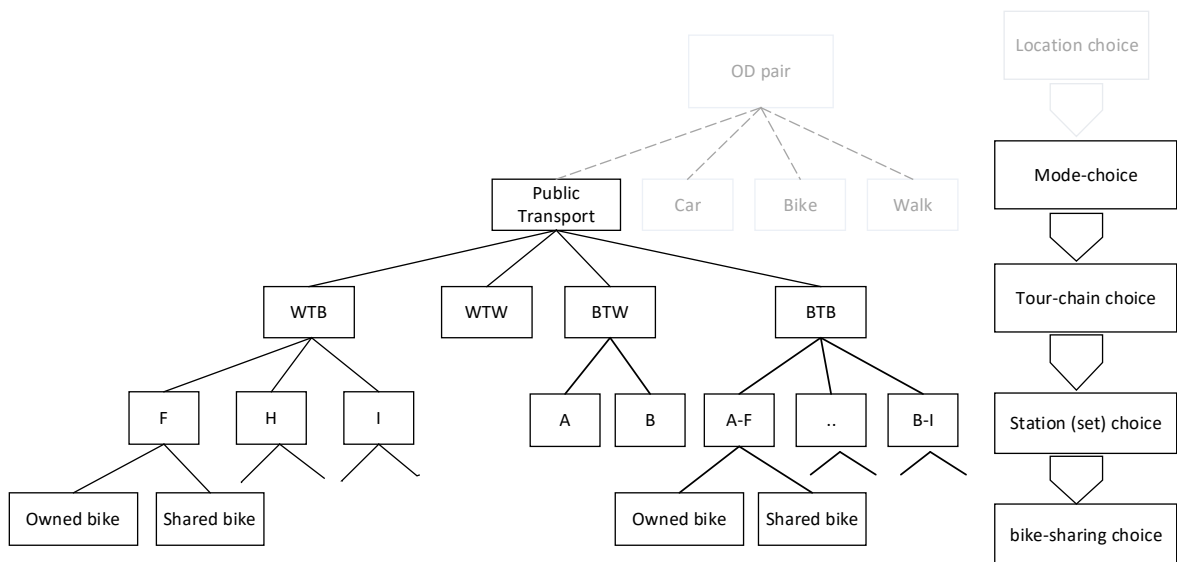 Location choice
OD pair
Mode-choice
Public
Transport
Car
Bike
Walk
Tour-chain choice
WTB
WTW
BTW
BTB
F
H
I
A
B
A-F
..
B-I
Station (set) choice
Owned bike
Shared bike
Owned bike
Shared bike
bike-sharing choice